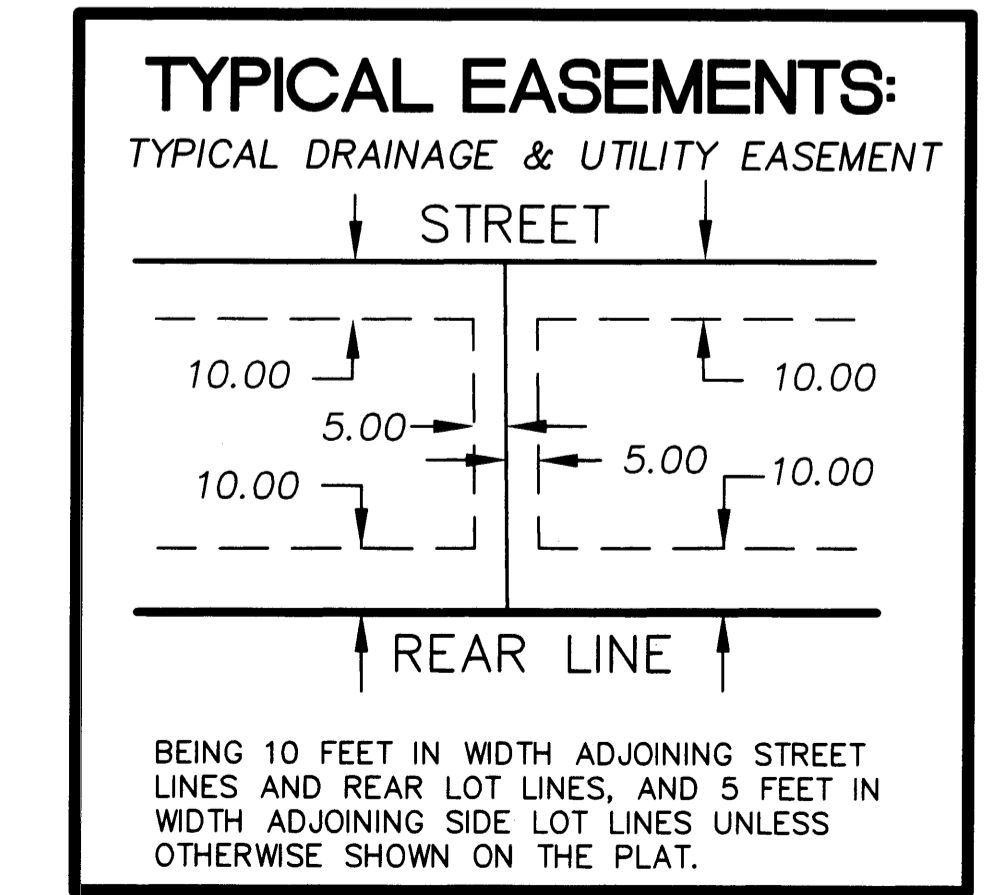 TYPICAL EASEMENTS:
TYPICAL DRAINAGE & UTILITY EASEMENT
STREET
10.00
10.00
5.00
5.00
10.00
10.00
REAR LINE
BEING 10 FEET IN WIDTH ADJOINING STREET
LINES AND REAR LOT LINES, AND 5 FEET IN
WIDTH ADJOINING SIDE LOT LINES UNLESS
OTHERWISE SHOWN ON THE PLAT.